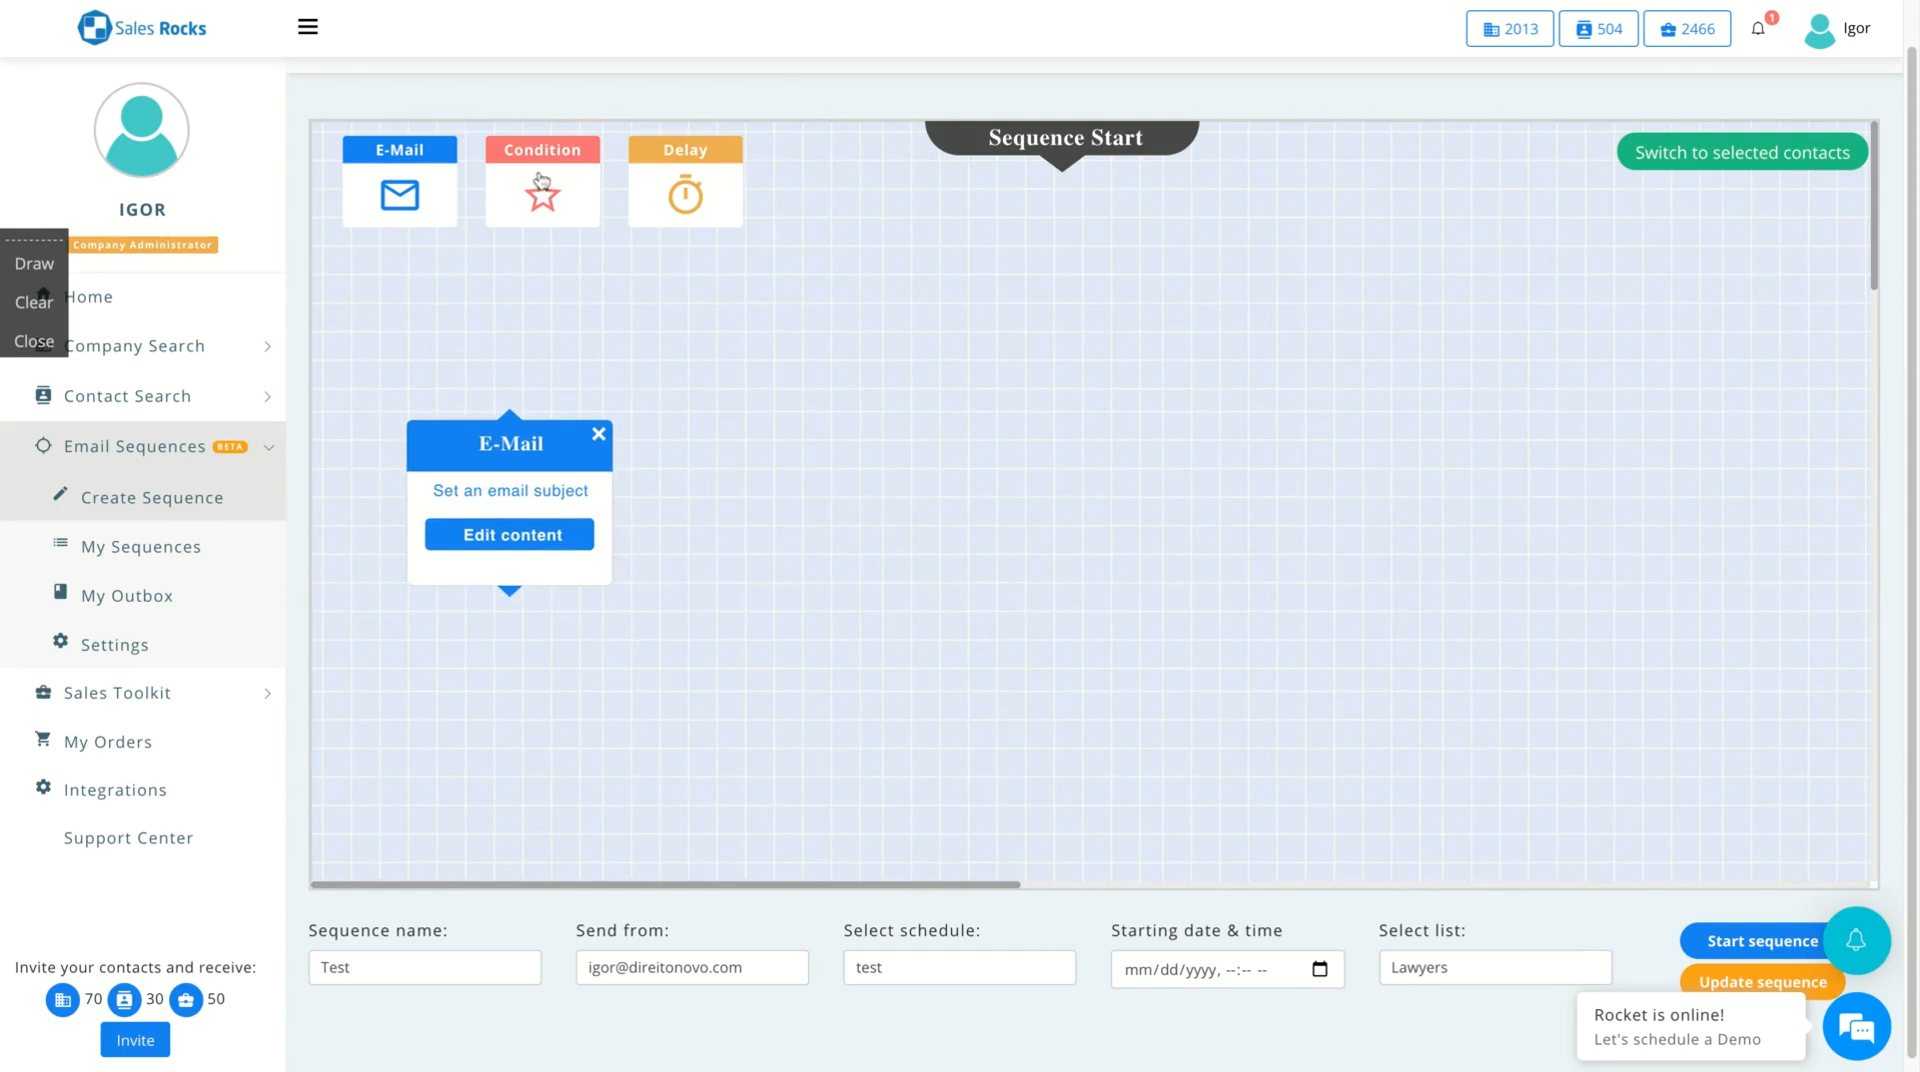 Sales Rocks
2013
504
2466
1
Igor
IGOR
Company Administrator
Draw
Clear
Close
Home
Company Search
Contact Search
Email Sequences BETA
Create Sequence
My Sequences
My Outbox
Settings
Sales Toolkit
My Orders
Integrations
Support Center
Invite your contacts and receive:
70 30 50
Invite
E-Mail
Condition
Delay
Sequence Start
Switch to selected contacts
E-Mail
Set an email subject
Edit content
Sequence name:
Test
Send from:
igor@direitonovo.com
Select schedule:
test
Starting date & time
mm/dd/yyyy, --:-- --
Select list:
Lawyers
Start sequence
Update sequence
Rocket is online!
Let's schedule a Demo